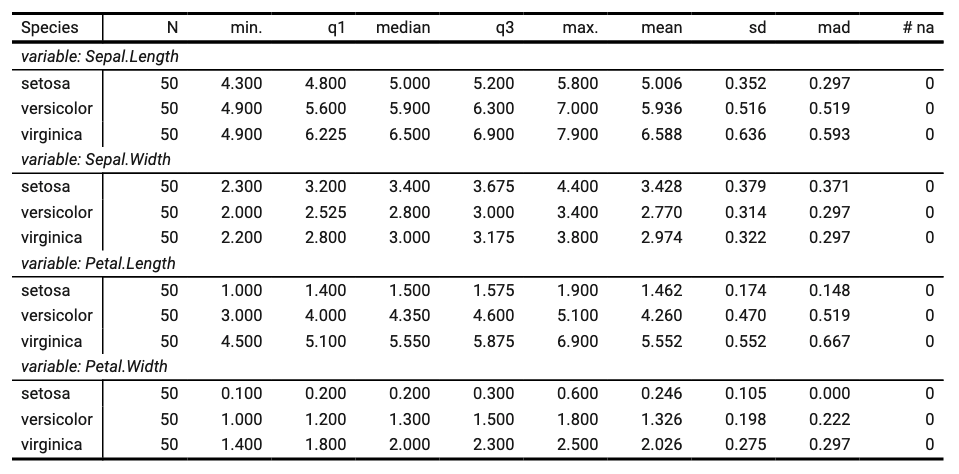 Species N min. q1 median q3 max. mean sd mad # na
variable: Sepal.Length
setosa 50 4.300 4.800 5.000 5.200 5.800 5.006 0.352 0.297 0
versicolor 50 4.900 5.600 5.900 6.300 7.000 5.936 0.516 0.519 0
virginica 50 4.900 6.225 6.500 6.900 7.900 6.588 0.636 0.593 0
variable: Sepal.Width
setosa 50 2.300 3.200 3.400 3.675 4.400 3.428 0.379 0.371 0
versicolor 50 2.000 2.525 2.800 3.000 3.400 2.770 0.314 0.297 0
virginica 50 2.200 2.800 3.000 3.175 3.800 2.974 0.322 0.297 0
variable: Petal.Length
setosa 50 1.000 1.400 1.500 1.575 1.900 1.462 0.174 0.148 0
versicolor 50 3.000 4.000 4.350 4.600 5.100 4.260 0.470 0.519 0
virginica 50 4.500 5.100 5.550 5.875 6.900 5.552 0.552 0.667 0
variable: Petal.Width
setosa 50 0.100 0.200 0.200 0.300 0.600 0.246 0.105 0.000 0
versicolor 50 1.000 1.200 1.300 1.500 1.800 1.326 0.198 0.222 0
virginica 50 1.400 1.800 2.000 2.300 2.500 2.026 0.275 0.297 0